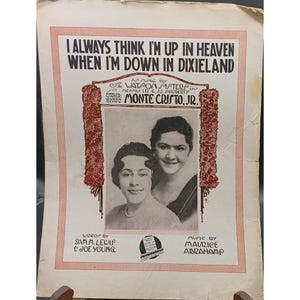 I ALWAYS THINK I'M UP IN HEAVEN
WHEN I'M DOWN IN DIXIELAND
AS SUNG BY
The WATSON SISTERS IN
MONTE CRISTO, JR.
WORDS BY
SAM M. LEWIS
& JOE YOUNG
MUSIC BY
MAURICE
ABRAHAMS